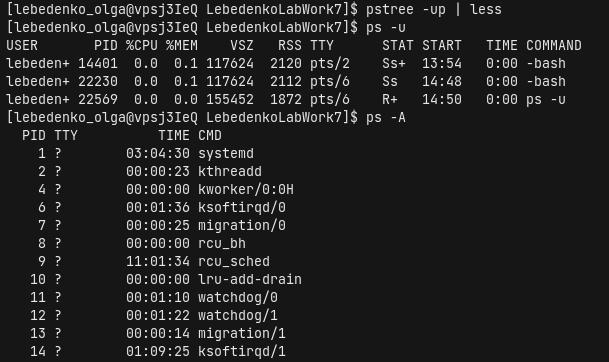 [lebedenko_olga@vpsj3IeQ LebedenkoLabWork7]$ pstree -up | less
[lebedenko_olga@vpsj3IeQ LebedenkoLabWork7]$ ps -u
USER       PID %CPU %MEM    VSZ   RSS TTY      STAT START   TIME COMMAND
lebeden+ 14401  0.0  0.1 117624  2120 pts/2    Ss+  13:54   0:00 -bash
lebeden+ 22230  0.0  0.1 117624  2112 pts/6    Ss   14:48   0:00 -bash
lebeden+ 22569  0.0  0.0 155452  1872 pts/6    R+   14:50   0:00 ps -u
[lebedenko_olga@vpsj3IeQ LebedenkoLabWork7]$ ps -A
  PID TTY          TIME CMD
    1 ?        03:04:30 systemd
    2 ?        00:00:23 kthreadd
    4 ?        00:00:00 kworker/0:0H
    6 ?        00:01:36 ksoftirqd/0
    7 ?        00:00:25 migration/0
    8 ?        00:00:00 rcu_bh
    9 ?        11:01:34 rcu_sched
   10 ?        00:00:00 lru-add-drain
   11 ?        00:01:10 watchdog/0
   12 ?        00:01:22 watchdog/1
   13 ?        00:00:14 migration/1
   14 ?        01:09:25 ksoftirqd/1